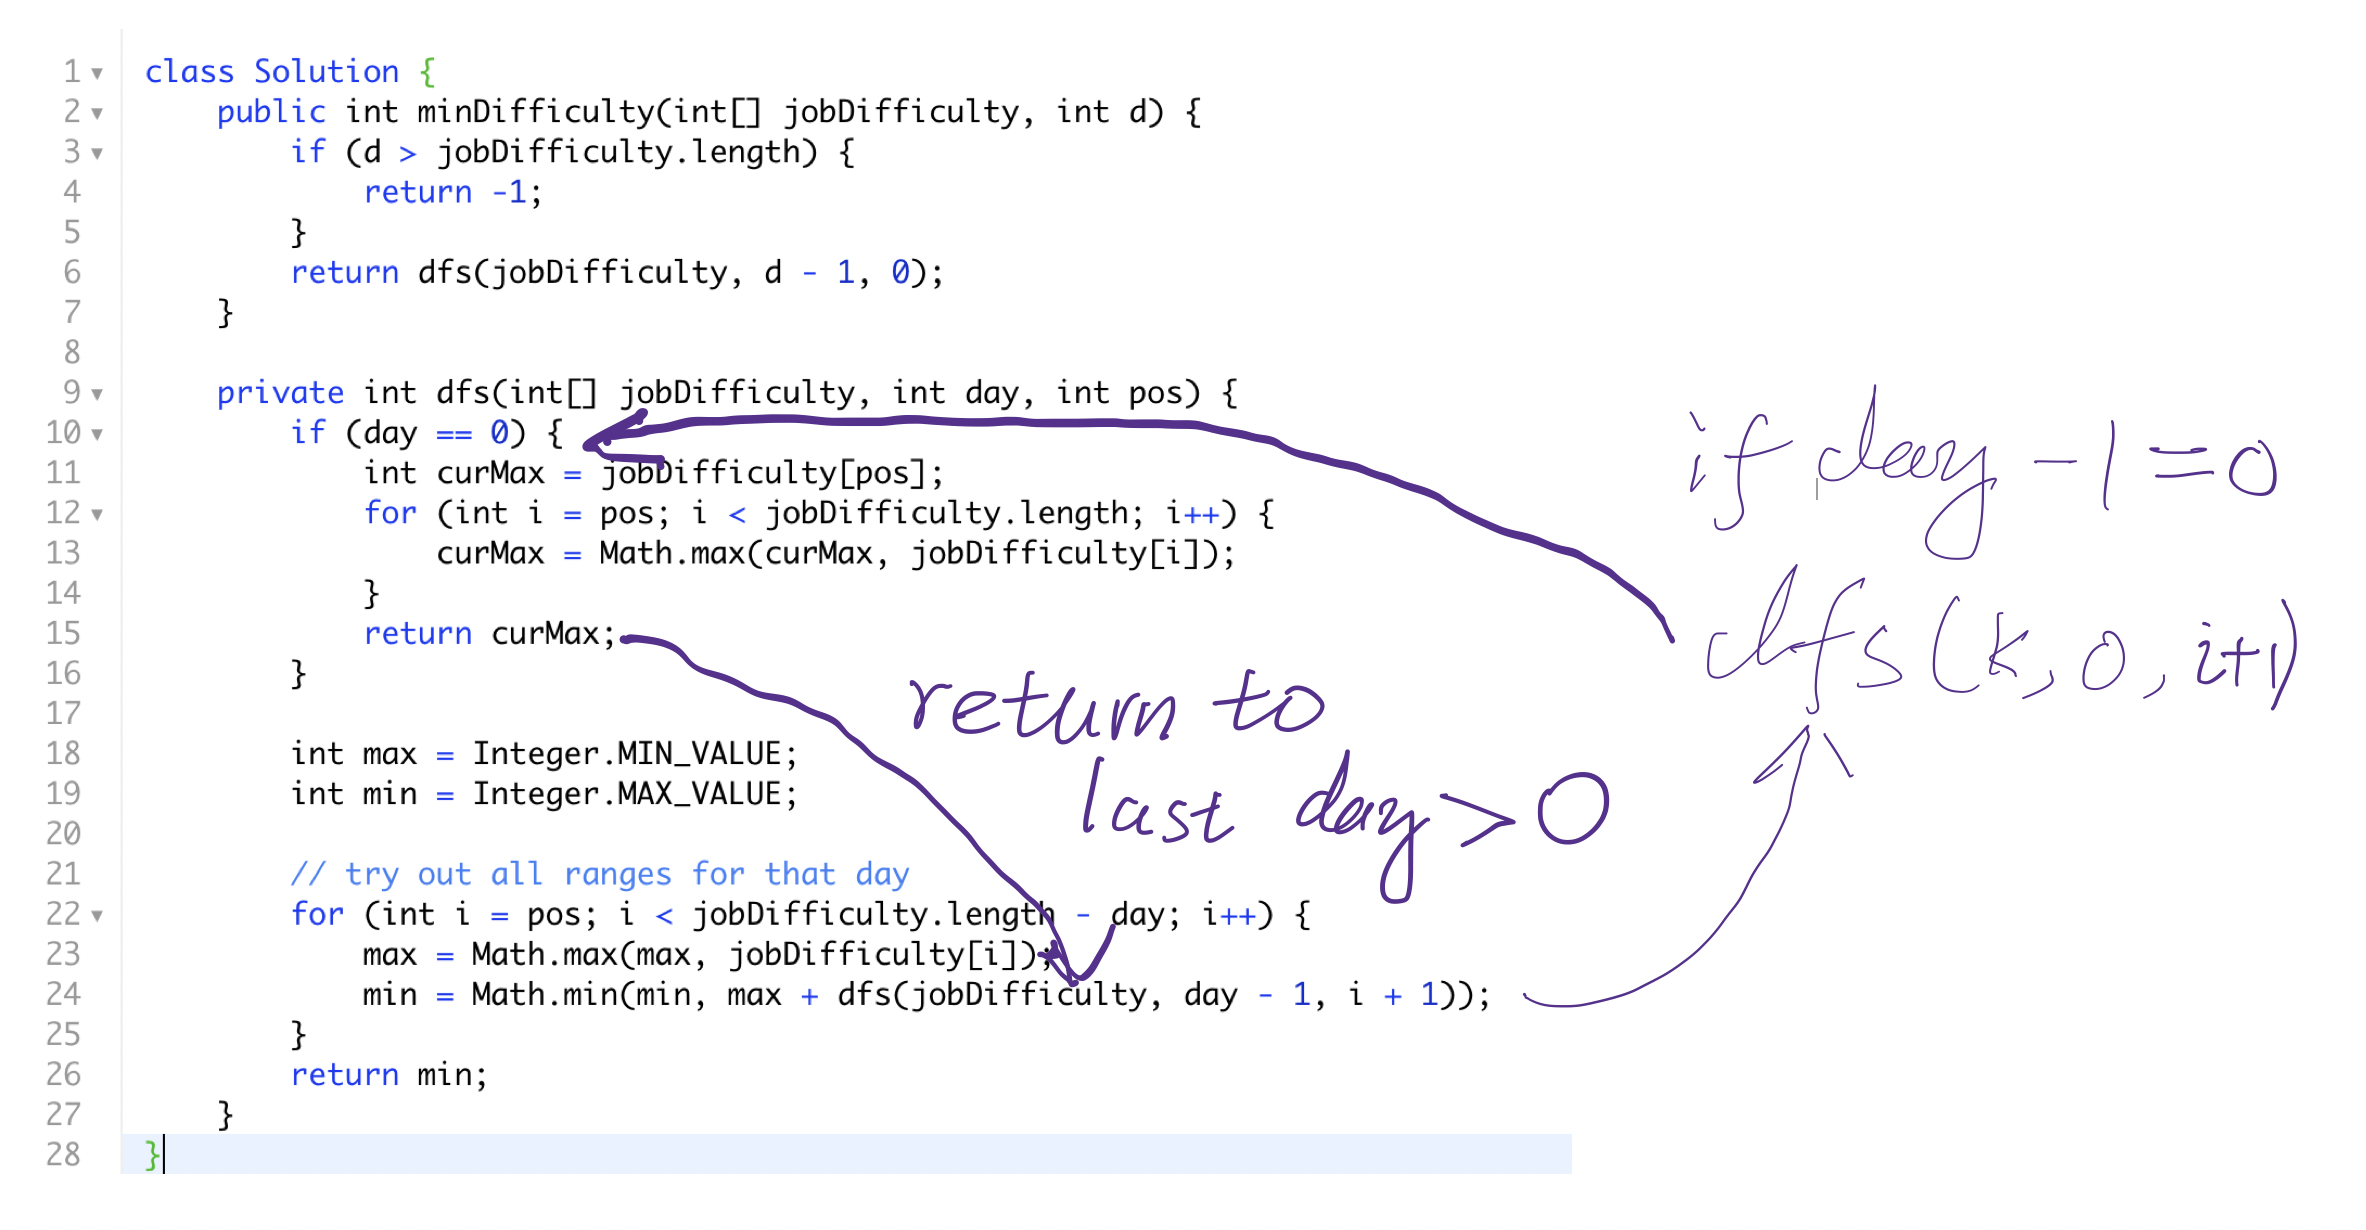 1 class Solution {
2 public int minDifficulty(int[] jobDifficulty, int d) {
3 if (d > jobDifficulty.length) {
4 return -1;
5 }
6 return dfs(jobDifficulty, d - 1, 0);
7 }
8
9 private int dfs(int[] jobDifficulty, int day, int pos) {
10 if (day == 0) {
11 int curMax = jobDifficulty[pos];
12 for (int i = pos; i < jobDifficulty.length; i++) {
13 curMax = Math.max(curMax, jobDifficulty[i]);
14 }
15 return curMax;
16 }
17
18 int max = Integer.MIN_VALUE;
19 int min = Integer.MAX_VALUE;
20
21 // try out all ranges for that day
22 for (int i = pos; i < jobDifficulty.length - day; i++) {
23 max = Math.max(max, jobDifficulty[i]);
24 min = Math.min(min, max + dfs(jobDifficulty, day - 1, i + 1));
25 }
26 return min;
27 }
28 }
if day -1=0
dfs(k, 0, i+1)
return to
last day > 0